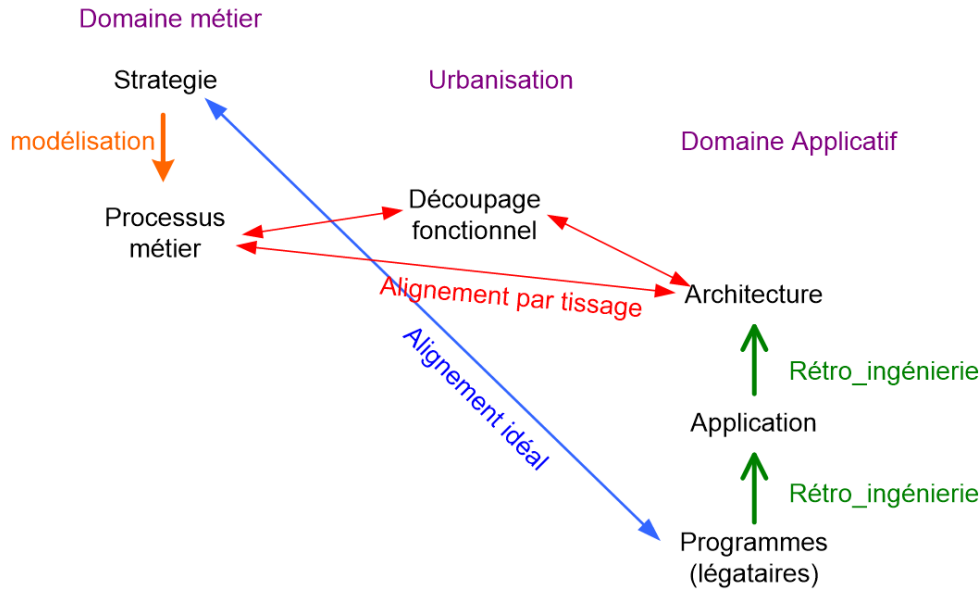 Domaine métier
Strategie
Urbanisation
modélisation
Domaine Applicatif
Processus
métier
Découpage
fonctionnel
Alignement par tissage
Architecture
Alignement idéal
Rétro_ingénierie
Application
Rétro_ingénierie
Programmes
(légataires)